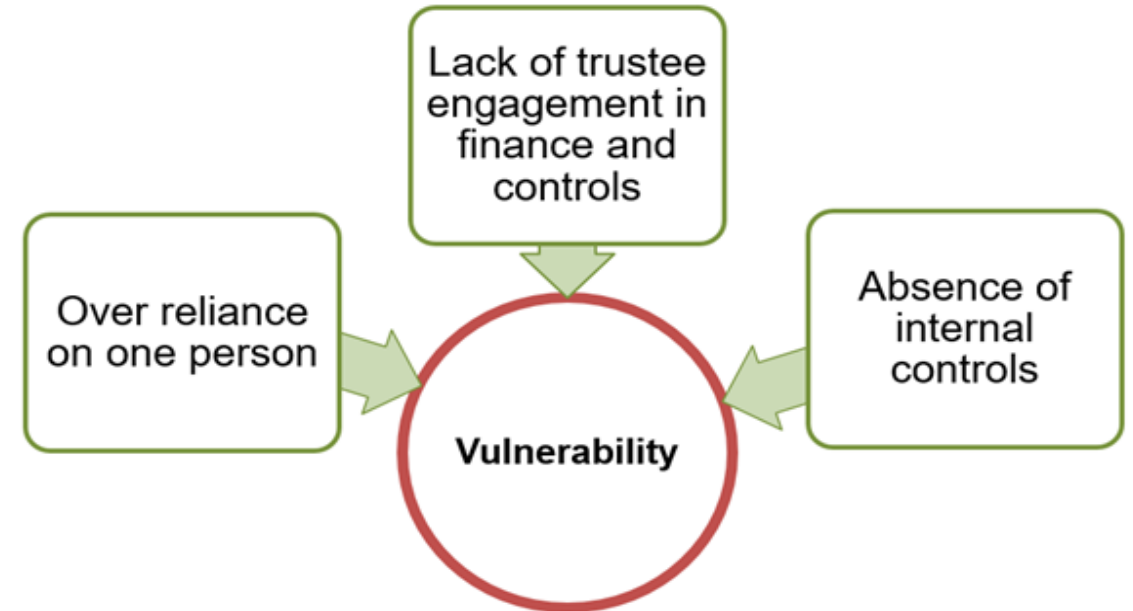 Lack of trustee
engagement in
finance and
controls
Over reliance
on one person
Absence of
internal
controls
Vulnerability